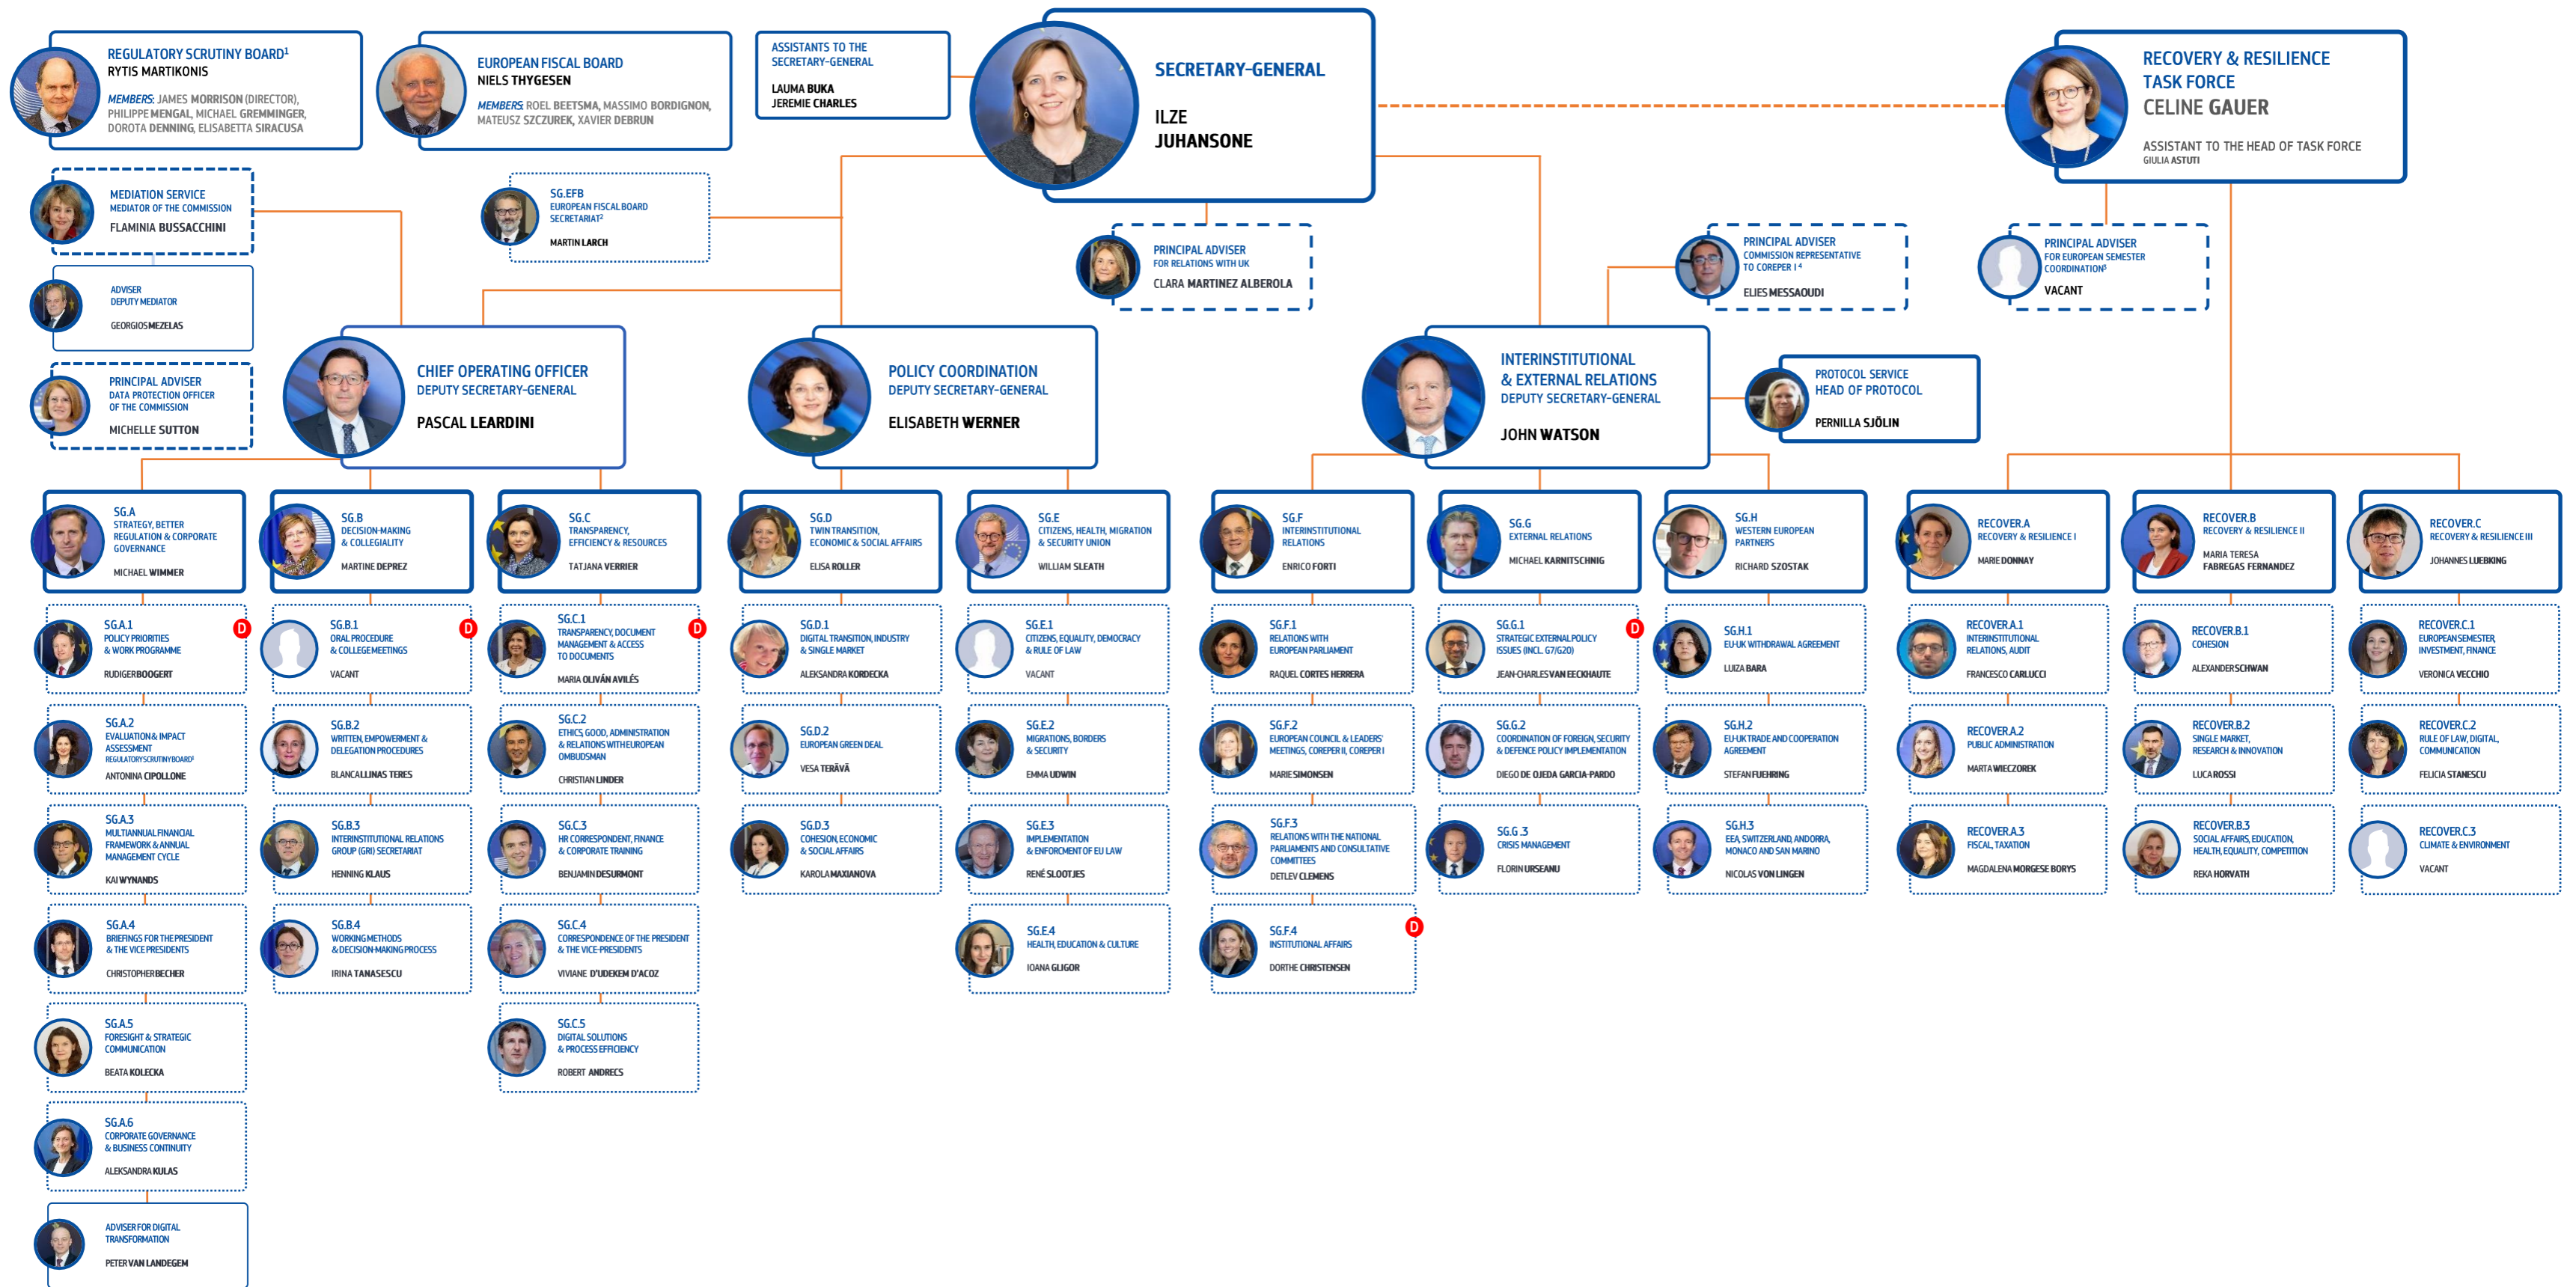 REGULATORY SCRUTINY BOARD¹
RYTIS MARTIKONIS
MEMBERS: JAMES MORRISON (DIRECTOR),
PHILIPPE MENGAL, MICHAEL GREMMINGER,
DOROTA DENNING, ELISABETTA SIRACUSA
EUROPEAN FISCAL BOARD
NIELS THYGESEN
MEMBERS: ROEL BEETSMA, MASSIMO BORDIGNON,
MATEUSZ SZCZUREK, XAVIER DEBRUN
ASSISTANTS TO THE
SECRETARY-GENERAL
LAUMA BUKA
JEREMIE CHARLES
SECRETARY-GENERAL
ILZE
JUHANSONE
RECOVERY & RESILIENCE
TASK FORCE
CELINE GAUER
ASSISTANT TO THE HEAD OF TASK FORCE
GIULIA ASTUTI
MEDIATION SERVICE
MEDIATOR OF THE COMMISSION
FLAMINIA BUSSACCHINI
SG.EFB
EUROPEAN FISCAL BOARD
SECRETARIAT²
MARTIN LARCH
PRINCIPAL ADVISER
FOR RELATIONS WITH UK
CLARA MARTINEZ ALBEROLA
PRINCIPAL ADVISER
COMMISSION REPRESENTATIVE
TO COREPER I ⁴
ELIES MESSAOUDI
PRINCIPAL ADVISER
FOR EUROPEAN SEMESTER
COORDINATION⁵
VACANT
ADVISER
DEPUTY MEDIATOR
GEORGIOS MEZELAS
PRINCIPAL ADVISER
DATA PROTECTION OFFICER
OF THE COMMISSION
MICHELLE SUTTON
CHIEF OPERATING OFFICER
DEPUTY SECRETARY-GENERAL
PASCAL LEARDINI
POLICY COORDINATION
DEPUTY SECRETARY-GENERAL
ELISABETH WERNER
INTERINSTITUTIONAL
& EXTERNAL RELATIONS
DEPUTY SECRETARY-GENERAL
JOHN WATSON
PROTOCOL SERVICE
HEAD OF PROTOCOL
PERNILLA SJÖLIN
SG.A
STRATEGY, BETTER
REGULATION & CORPORATE
GOVERNANCE
MICHAEL WIMMER
SG.B
DECISION-MAKING
& COLLEGIALITY
MARTINE DEPREZ
SG.C
TRANSPARENCY,
EFFICIENCY & RESOURCES
TATJANA VERRIER
SG.D
TWIN TRANSITION,
ECONOMIC & SOCIAL AFFAIRS
ELISA ROLLER
SG.E
CITIZENS, HEALTH, MIGRATION
& SECURITY UNION
WILLIAM SLEATH
SG.F
INTERINSTITUTIONAL
RELATIONS
ENRICO FORTI
SG.G
EXTERNAL RELATIONS
MICHAEL KARNITSCHNIG
SG.H
WESTERN EUROPEAN
PARTNERS
RICHARD SZOSTAK
RECOVER.A
RECOVERY & RESILIENCE I
MARIE DONNAY
RECOVER.B
RECOVERY & RESILIENCE II
MARIA TERESA
FABREGAS FERNANDEZ
RECOVER.C
RECOVERY & RESILIENCE III
JOHANNES LUEBKING
SG.A.1
POLICY PRIORITIES
& WORK PROGRAMME
RUDIGER BOOGERT
D
SG.B.1
ORAL PROCEDURE
& COLLEGE MEETINGS
VACANT
D
SG.C.1
TRANSPARENCY, DOCUMENT
MANAGEMENT & ACCESS
TO DOCUMENTS
MARIA OLIVÁN AVILÉS
D
SG.D.1
DIGITAL TRANSITION, INDUSTRY
& SINGLE MARKET
ALEKSANDRA KORDECKA
SG.E.1
CITIZENS, EQUALITY, DEMOCRACY
& RULE OF LAW
VACANT
SG.F.1
RELATIONS WITH
EUROPEAN PARLIAMENT
RAQUEL CORTES HERRERA
SG.G.1
STRATEGIC EXTERNAL POLICY
ISSUES (INCL. G7/G20)
JEAN-CHARLES VAN EECKHAUTE
D
SG.H.1
EU-UK WITHDRAWAL AGREEMENT
LUIZA BARA
RECOVER.A.1
INTERINSTITUTIONAL
RELATIONS, AUDIT
FRANCESCO CARLUCCI
RECOVER.B.1
COHESION
ALEXANDER SCHWAN
RECOVER.C.1
EUROPEAN SEMESTER,
INVESTMENT, FINANCE
VERONICA VECCHIO
SG.A.2
EVALUATION & IMPACT
ASSESSMENT
REGULATORY SCRUTINY BOARD¹
ANTONINA CIPOLLONE
SG.B.2
WRITTEN, EMPOWERMENT &
DELEGATION PROCEDURES
BLANCA LLINAS TERES
SG.C.2
ETHICS, GOOD, ADMINISTRATION
& RELATIONS WITH EUROPEAN
OMBUDSMAN
CHRISTIAN LINDER
SG.D.2
EUROPEAN GREEN DEAL
VESA TERÄVÄ
SG.E.2
MIGRATIONS, BORDERS
& SECURITY
EMMA UDWIN
SG.F.2
EUROPEAN COUNCIL & LEADERS'
MEETINGS, COREPER II, COREPER I
MARIE SIMONSEN
SG.G.2
COORDINATION OF FOREIGN, SECURITY
& DEFENCE POLICY IMPLEMENTATION
DIEGO DE OJEDA GARCIA-PARDO
SG.H.2
EU-UK TRADE AND COOPERATION
AGREEMENT
STEFAN FUEHRING
RECOVER.A.2
PUBLIC ADMINISTRATION
MARTA WIECZOREK
RECOVER.B.2
SINGLE MARKET,
RESEARCH & INNOVATION
LUCA ROSSI
RECOVER.C.2
RULE OF LAW, DIGITAL,
COMMUNICATION
FELICIA STANESCU
SG.A.3
MULTIANNUAL FINANCIAL
FRAMEWORK & ANNUAL
MANAGEMENT CYCLE
KAI WYNANDS
SG.B.3
INTERINSTITUTIONAL RELATIONS
GROUP (GRI) SECRETARIAT
HENNING KLAUS
SG.C.3
HR CORRESPONDENT, FINANCE
& CORPORATE TRAINING
BENJAMIN DESURMONT
SG.D.3
COHESION, ECONOMIC
& SOCIAL AFFAIRS
KAROLA MAXIANOVA
SG.E.3
IMPLEMENTATION
& ENFORCMENT OF EU LAW
RENÉ SLOOTJES
SG.F.3
RELATIONS WITH THE NATIONAL
PARLIAMENTS AND CONSULTATIVE
COMMITTEES
DETLEV CLEMENS
SG.G .3
CRISIS MANAGEMENT
FLORIN URSEANU
SG.H.3
EEA, SWITZERLAND, ANDORRA,
MONACO AND SAN MARINO
NICOLAS VON LINGEN
RECOVER.A.3
FISCAL, TAXATION
MAGDALENA MORGESE BORYS
RECOVER.B.3
SOCIAL AFFAIRS, EDUCATION,
HEALTH, EQUALITY, COMPETITION
REKA HORVATH
RECOVER.C.3
CLIMATE & ENVIRONMENT
VACANT
SG.A.4
BRIEFINGS FOR THE PRESIDENT
& THE VICE PRESIDENTS
CHRISTOPHER BECHER
SG.B.4
WORKING METHODS
& DECISION-MAKING PROCESS
IRINA TANASESCU
SG.C.4
CORRESPONDENCE OF THE PRESIDENT
& THE VICE-PRESIDENTS
VIVIANE D'UDEKEM D'ACOZ
SG.E.4
HEALTH, EDUCATION & CULTURE
IOANA GLIGOR
SG.F.4
INSTITUTIONAL AFFAIRS
DORTHE CHRISTENSEN
D
SG.A.5
FORESIGHT & STRATEGIC
COMMUNICATION
BEATA KOLECKA
SG.C.5
DIGITAL SOLUTIONS
& PROCESS EFFICIENCY
ROBERT ANDRECS
SG.A.6
CORPORATE GOVERNANCE
& BUSINESS CONTINUITY
ALEKSANDRA KULAS
ADVISER FOR DIGITAL
TRANSFORMATION
PETER VAN LANDEGEM